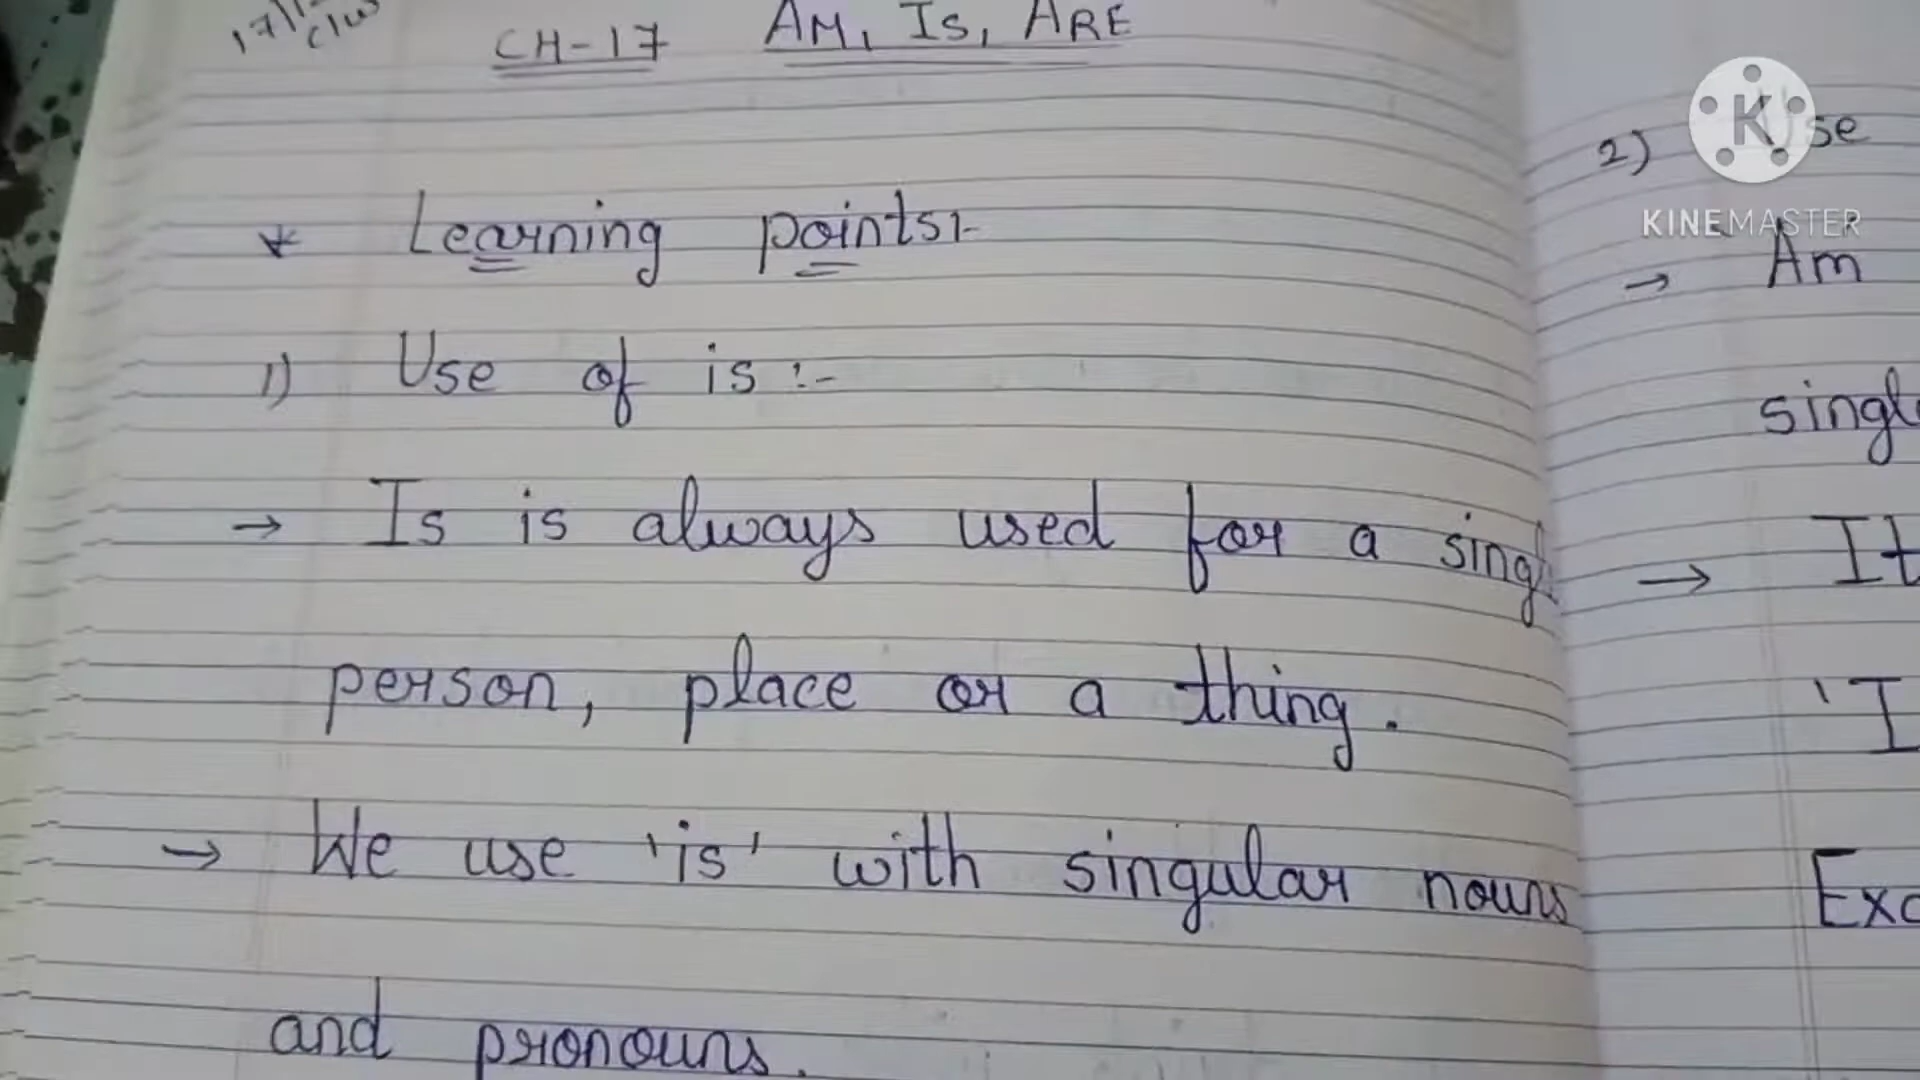 CH-17 AM, IS, ARE
* Learning points:-
1) Use of is :-
→ Is is always used for a
person, place or a thing.
→ We use 'is' with singular nouns
and pronouns.
2)
→ Am
→ It
'I
KINEMASTER